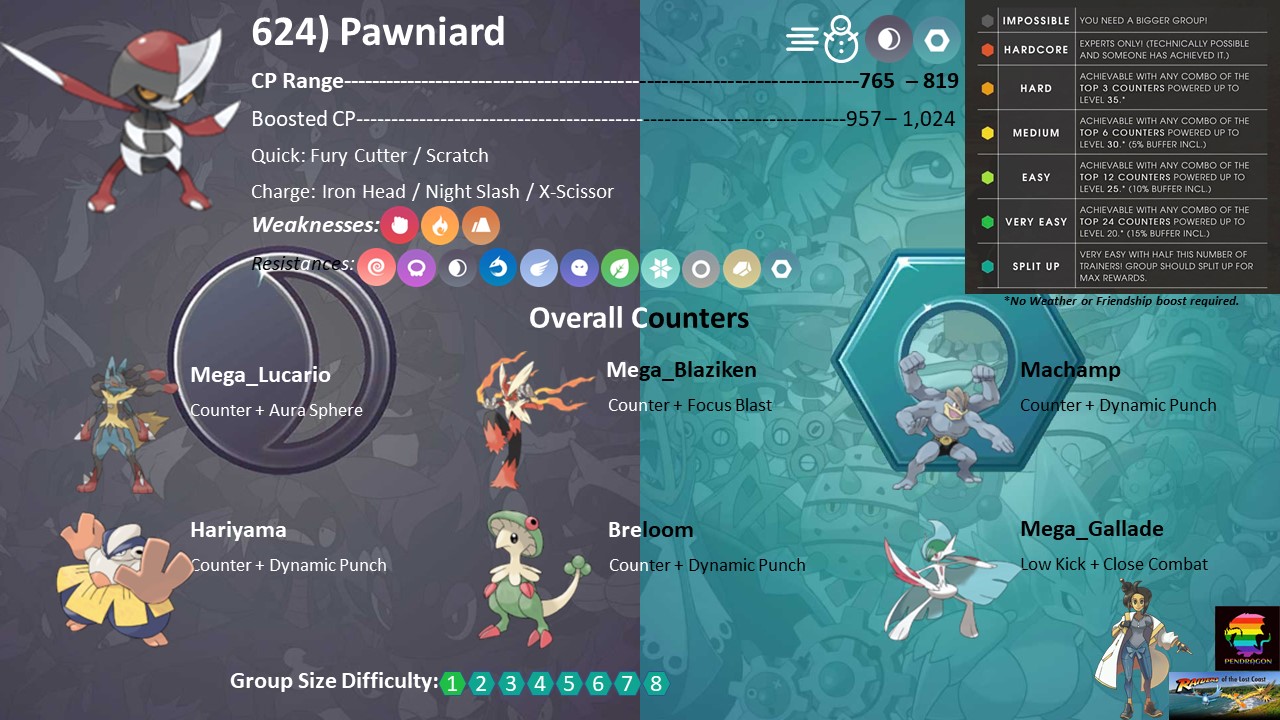 624) Pawniard
CP Range-----765 – 819
Boosted CP-----957 – 1,024
Quick: Fury Cutter / Scratch
Charge: Iron Head / Night Slash / X-Scissor
Weaknesses:
Resistances:
IMPOSSIBLE YOU NEED A BIGGER GROUP!
HARDCORE EXPERTS ONLY! (TECHNICALLY POSSIBLE
AND SOMEONE HAS ACHIEVED IT.)
HARD ACHIEVABLE WITH ANY COMBO OF THE
TOP 3 COUNTERS POWERED UP TO
LEVEL 35.*
MEDIUM ACHIEVABLE WITH ANY COMBO OF THE
TOP 6 COUNTERS POWERED UP TO
LEVEL 30.* (5% BUFFER INCL.)
EASY ACHIEVABLE WITH ANY COMBO OF THE
TOP 12 COUNTERS POWERED UP TO
LEVEL 25.* (10% BUFFER INCL.)
VERY EASY ACHIEVABLE WITH ANY COMBO OF THE
TOP 24 COUNTERS POWERED UP TO
LEVEL 20.* (15% BUFFER INCL.)
SPLIT UP VERY EASY WITH HALF THIS NUMBER OF
TRAINERS! GROUP SHOULD SPLIT UP FOR
MAX REWARDS.
*No Weather or Friendship boost required.
Overall Counters
Mega_Lucario
Counter + Aura Sphere
Mega_Blaziken
Counter + Focus Blast
Machamp
Counter + Dynamic Punch
Hariyama
Counter + Dynamic Punch
Breloom
Counter + Dynamic Punch
Mega_Gallade
Low Kick + Close Combat
Group Size Difficulty: 1 2 3 4 5 6 7 8
PENDRAGON
RAIDERS of the Lost Coast